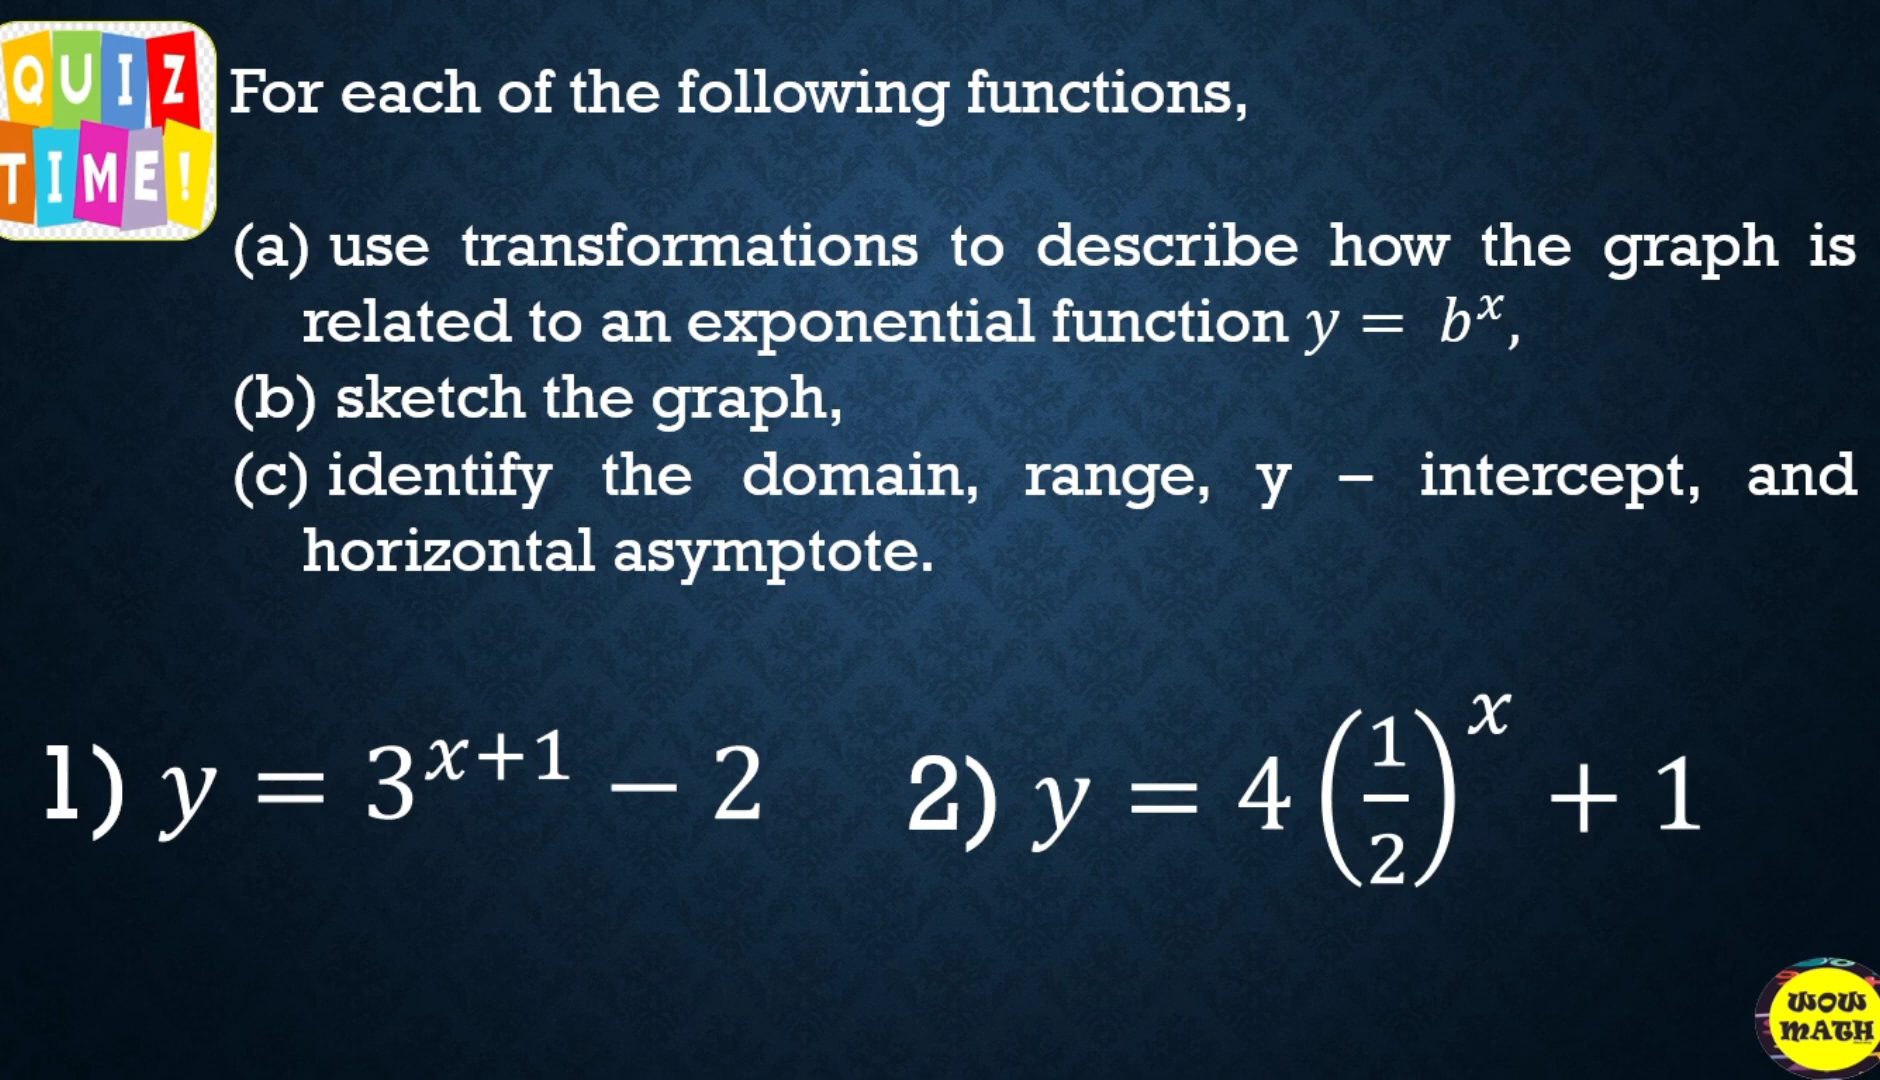 QUIZ
TIME!
For each of the following functions,
(a) use transformations to describe how the graph is
related to an exponential function y = bˣ,
(b) sketch the graph,
(c) identify the domain, range, y – intercept, and
horizontal asymptote.
1) y = 3ˣ⁺¹ – 2 2) y = 4(1/2)ˣ + 1
WOW
MATH